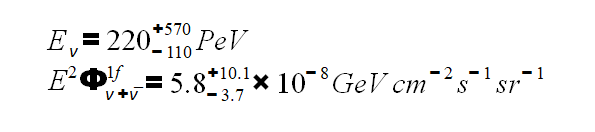 E_ν = 220^{+570}_{−110} PeV
E² Φ^{1f}_{ν+ν̄} = 5.8^{+10.1}_{−3.7} × 10^{−8} GeV cm^{−2} s^{−1} sr^{−1}